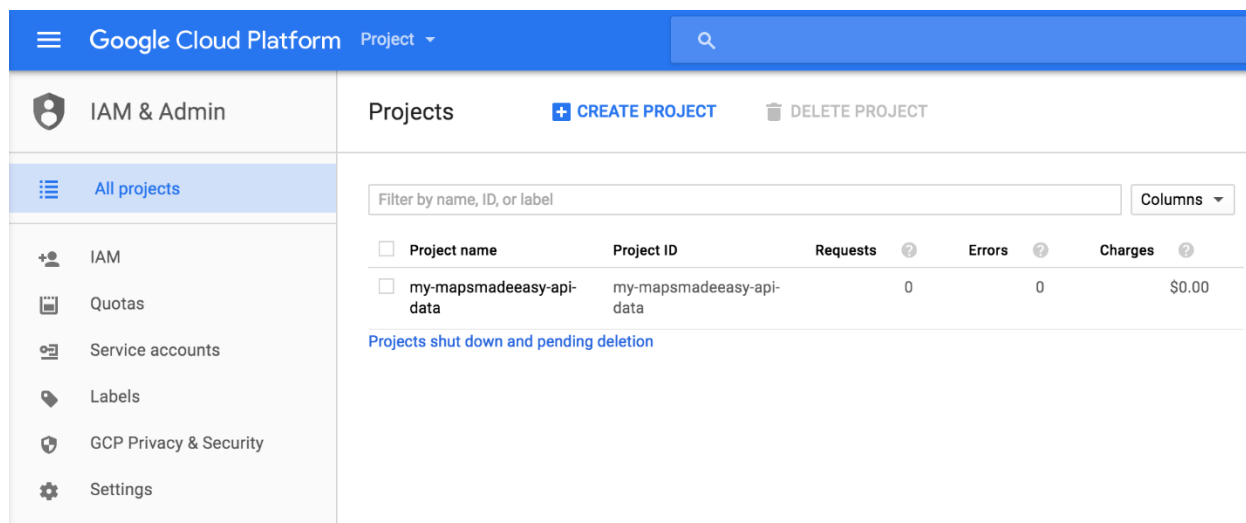 Google Cloud Platform Project
IAM & Admin
Projects CREATE PROJECT DELETE PROJECT
All projects
Filter by name, ID, or label Columns
Project name Project ID Requests ? Errors ? Charges ?
my-mapsmadeeasy-api- my-mapsmadeeasy-api- 0 0 $0.00
data data
Projects shut down and pending deletion
IAM
Quotas
Service accounts
Labels
GCP Privacy & Security
Settings